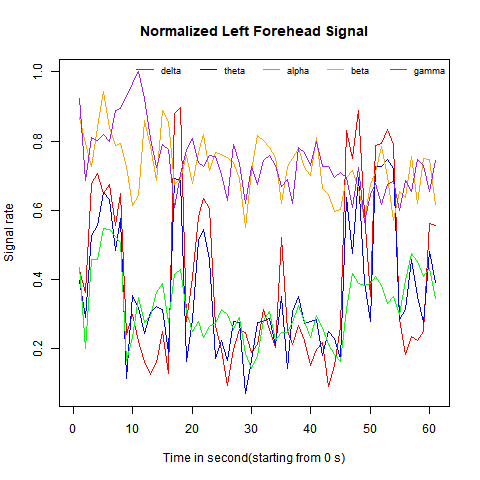 Normalized Left Forehead Signal
delta theta alpha beta gamma
1.0
0.8
0.6
0.4
0.2
Signal rate
0 10 20 30 40 50 60
Time in second(starting from 0 s)